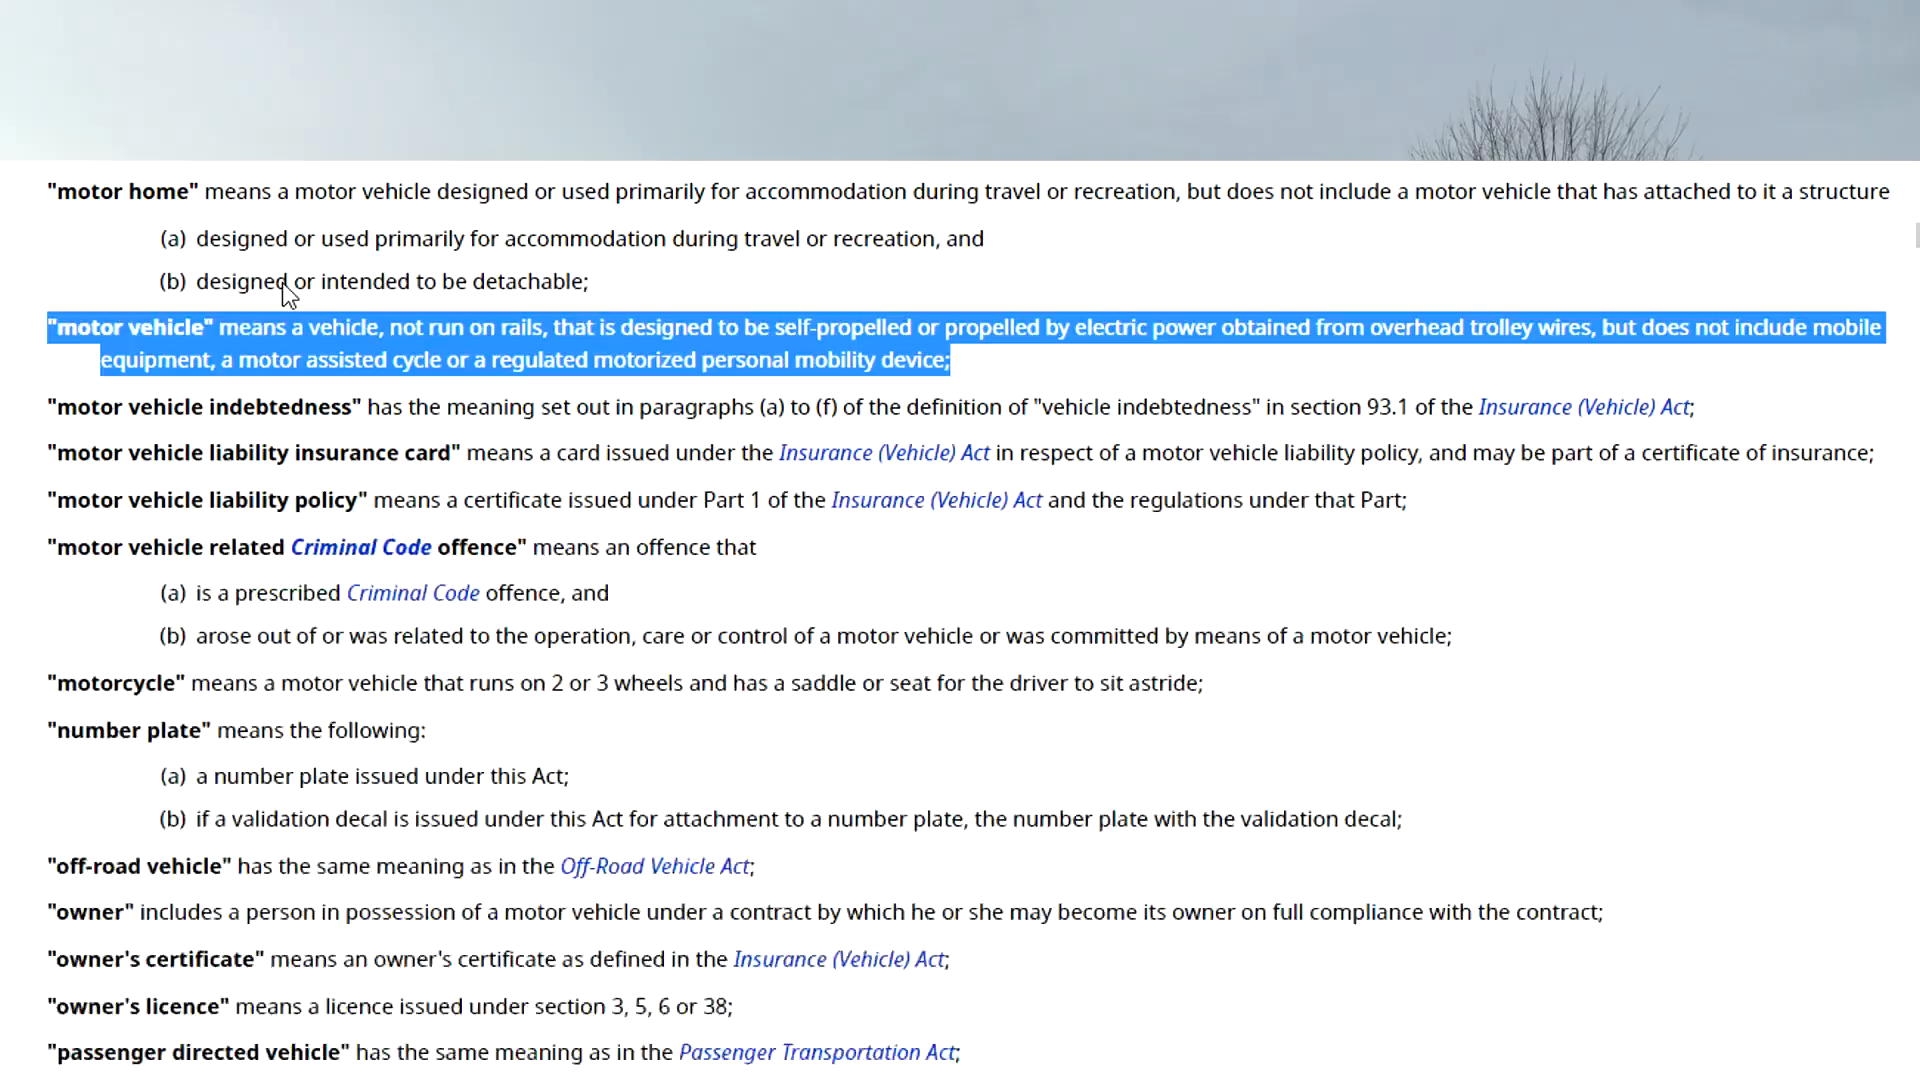 "motor home" means a motor vehicle designed or used primarily for accommodation during travel or recreation, but does not include a motor vehicle that has attached to it a structure
(a) designed or used primarily for accommodation during travel or recreation, and
(b) designed or intended to be detachable;
"motor vehicle" means a vehicle, not run on rails, that is designed to be self-propelled or propelled by electric power obtained from overhead trolley wires, but does not include mobile
equipment, a motor assisted cycle or a regulated motorized personal mobility device;
"motor vehicle indebtedness" has the meaning set out in paragraphs (a) to (f) of the definition of "vehicle indebtedness" in section 93.1 of the Insurance (Vehicle) Act;
"motor vehicle liability insurance card" means a card issued under the Insurance (Vehicle) Act in respect of a motor vehicle liability policy, and may be part of a certificate of insurance;
"motor vehicle liability policy" means a certificate issued under Part 1 of the Insurance (Vehicle) Act and the regulations under that Part;
"motor vehicle related Criminal Code offence" means an offence that
(a) is a prescribed Criminal Code offence, and
(b) arose out of or was related to the operation, care or control of a motor vehicle or was committed by means of a motor vehicle;
"motorcycle" means a motor vehicle that runs on 2 or 3 wheels and has a saddle or seat for the driver to sit astride;
"number plate" means the following:
(a) a number plate issued under this Act;
(b) if a validation decal is issued under this Act for attachment to a number plate, the number plate with the validation decal;
"off-road vehicle" has the same meaning as in the Off-Road Vehicle Act;
"owner" includes a person in possession of a motor vehicle under a contract by which he or she may become its owner on full compliance with the contract;
"owner's certificate" means an owner's certificate as defined in the Insurance (Vehicle) Act;
"owner's licence" means a licence issued under section 3, 5, 6 or 38;
"passenger directed vehicle" has the same meaning as in the Passenger Transportation Act;